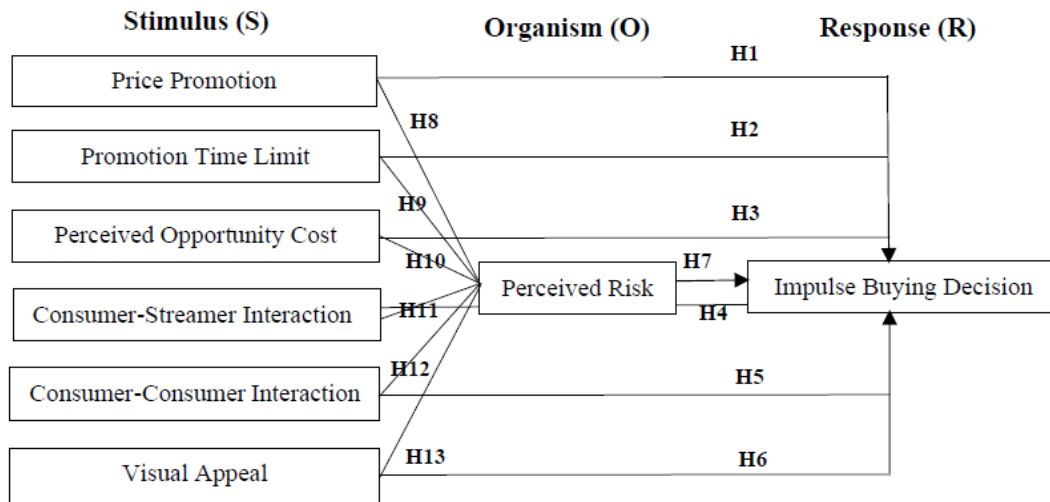 Stimulus (S) Organism (O) Response (R)
H1
Price Promotion
H8
H2
Promotion Time Limit
H9
H3
Perceived Opportunity Cost
H10
H7
Perceived Risk
Impulse Buying Decision
Consumer-Streamer Interaction
H11
H4
H12
Consumer-Consumer Interaction
H5
H13
H6
Visual Appeal